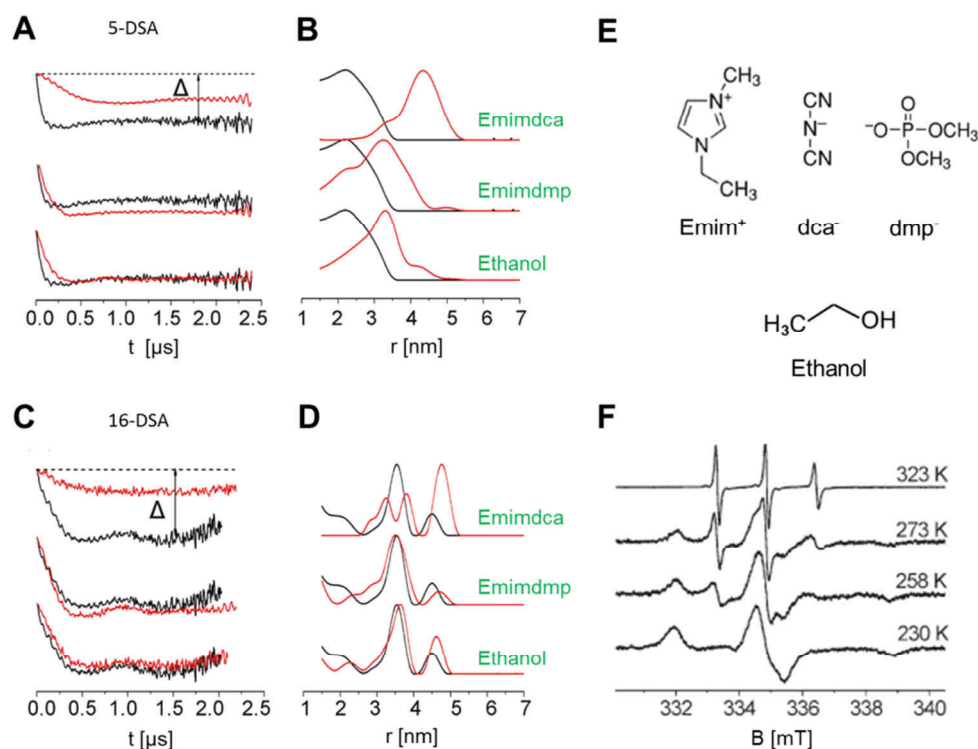 A
5-DSA
Δ
0.0 0.5 1.0 1.5 2.0 2.5
t [µs]
B
Emimdca
Emimdmp
Ethanol
1 2 3 4 5 6 7
r [nm]
E
CH₃
N
+
N
CH₃
Emim⁺
CN
N⁻
CN
dca⁻
O
⁻O-P-OCH₃
OCH₃
dmp⁻
H₃C OH
Ethanol
C
16-DSA
Δ
0.0 0.5 1.0 1.5 2.0 2.5
t [µs]
D
Emimdca
Emimdmp
Ethanol
1 2 3 4 5 6 7
r [nm]
F
323 K
273 K
258 K
230 K
332 334 336 338 340
B [mT]